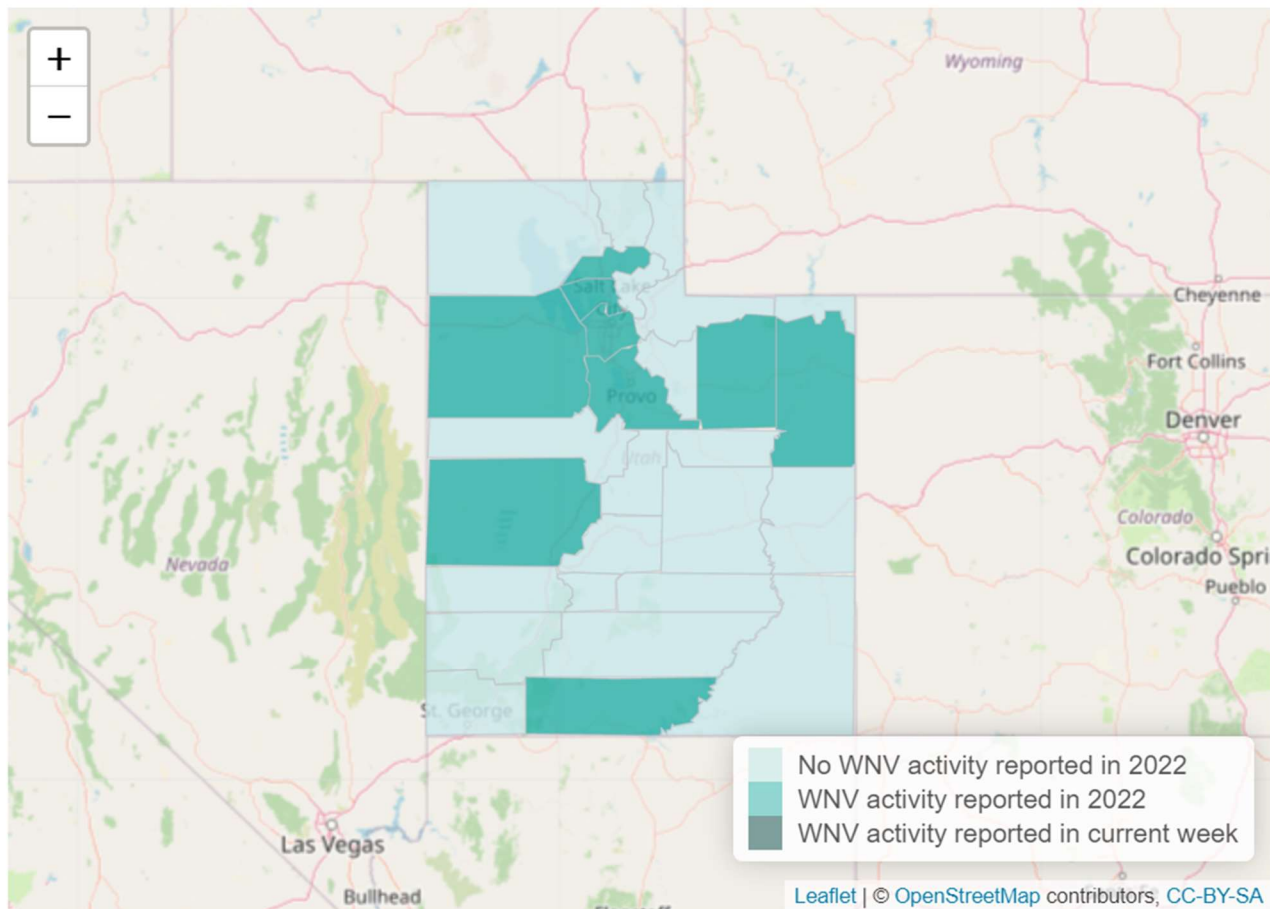 +
−
Wyoming
Salt Lake
City
Cheyenne
Fort Collins
Provo
Denver
Utah
Colorado
Nevada
Colorado Spri
Pueblo
St. George
No WNV activity reported in 2022
WNV activity reported in 2022
WNV activity reported in current week
Las Vegas
Bullhead
Leaflet | © OpenStreetMap contributors, CC-BY-SA